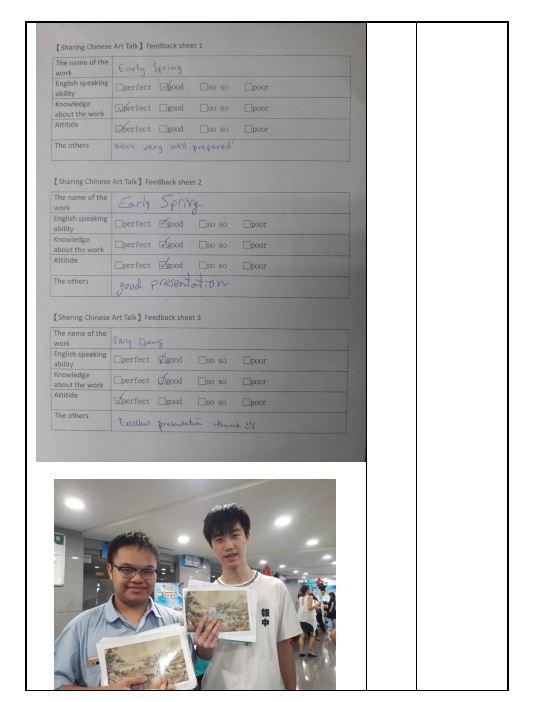 【Sharing Chinese Art Talk】Feedback sheet 1
The name of the work Early Spring
English speaking ability □perfect ☑good □so so □poor
Knowledge about the work ☑perfect □good □so so □poor
Attitide ☑perfect □good □so so □poor
The others Work very well prepared!
【Sharing Chinese Art Talk】Feedback sheet 2
The name of the work Early Spring
English speaking ability □perfect ☑good □so so □poor
Knowledge about the work □perfect ☑good □so so □poor
Attitide □perfect ☑good □so so □poor
The others good presentation
【Sharing Chinese Art Talk】Feedback sheet 3
The name of the work Early Spring
English speaking ability □perfect ☑good □so so □poor
Knowledge about the work □perfect ☑good □so so □poor
Attitide ☑perfect □good □so so □poor
The others Excellent presentation
板中